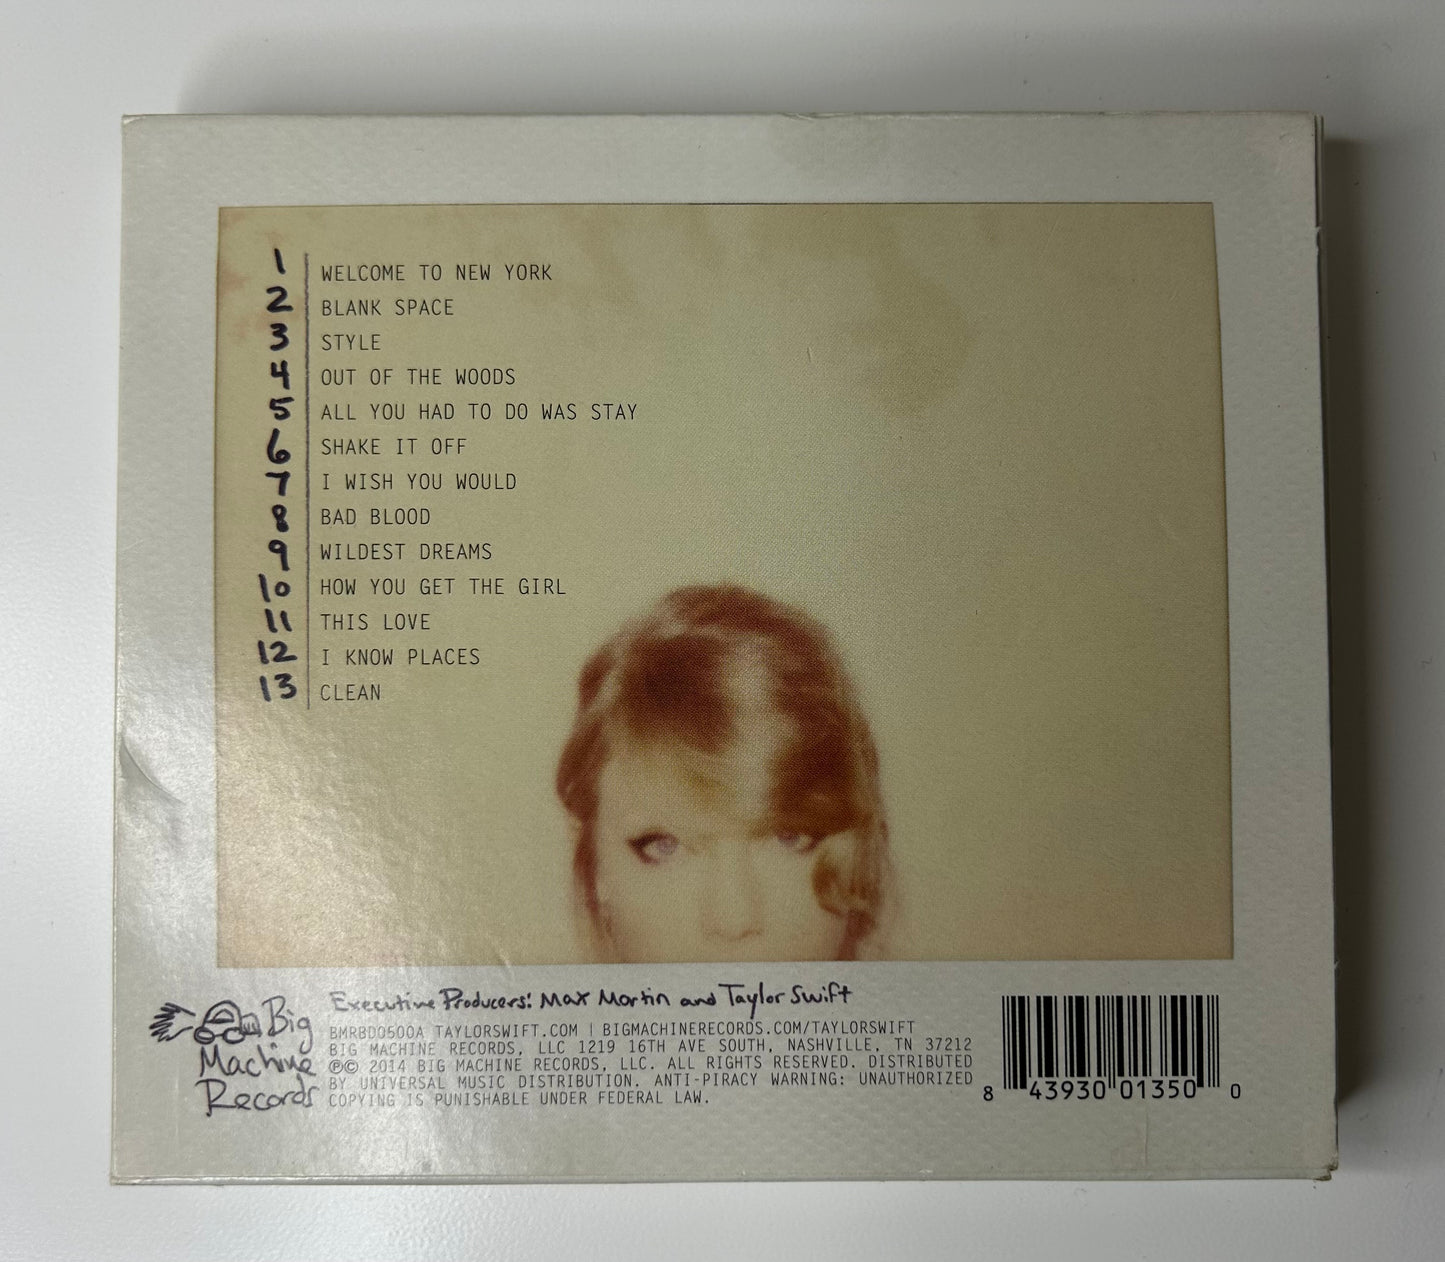 1 WELCOME TO NEW YORK
2 BLANK SPACE
3 STYLE
4 OUT OF THE WOODS
5 ALL YOU HAD TO DO WAS STAY
6 SHAKE IT OFF
7 I WISH YOU WOULD
8 BAD BLOOD
9 WILDEST DREAMS
10 HOW YOU GET THE GIRL
11 THIS LOVE
12 I KNOW PLACES
13 CLEAN
Big
Machine
Records
Executive Producers: Max Martin and Taylor Swift
BMRBD0500A TAYLORSWIFT.COM | BIGMACHINERECORDS.COM/TAYLORSWIFT
BIG MACHINE RECORDS, LLC 1219 16TH AVE SOUTH, NASHVILLE, TN 37212
℗© 2014 BIG MACHINE RECORDS, LLC. ALL RIGHTS RESERVED. DISTRIBUTED
BY UNIVERSAL MUSIC DISTRIBUTION. ANTI-PIRACY WARNING: UNAUTHORIZED
COPYING IS PUNISHABLE UNDER FEDERAL LAW.
8 43930 01350 0